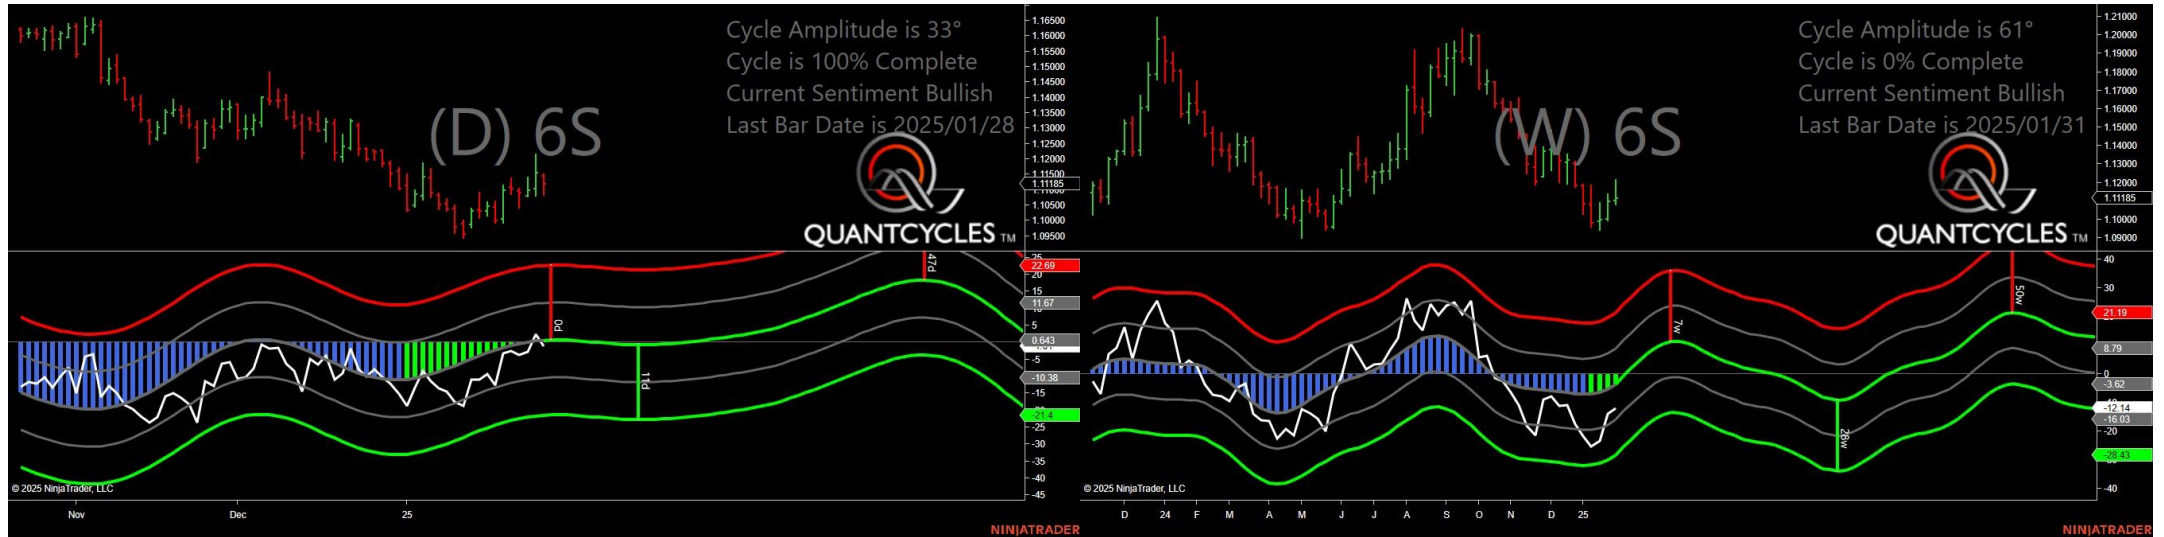 Cycle Amplitude is 33°
Cycle is 100% Complete
Current Sentiment Bullish
Last Bar Date is 2025/01/28
(D) 6S
QUANTCYCLES TM
1.16500
1.16000
1.15500
1.15000
1.14500
1.14000
1.13500
1.13000
1.12500
1.12000
1.11500
1.11185
1.10500
1.10000
1.09500
25
22.69
20
15
11.67
5
0.643
-5
-10.38
-15
-21.4
-25
-30
-35
-40
-45
0d
11d
47d
© 2025 NinjaTrader, LLC
Nov Dec 25
NINJATRADER
Cycle Amplitude is 61°
Cycle is 0% Complete
Current Sentiment Bullish
Last Bar Date is 2025/01/31
(W) 6S
QUANTCYCLES TM
1.21000
1.20000
1.18000
1.17000
1.16000
1.15000
1.14000
1.13000
1.12000
1.11185
1.10000
1.09000
40
30
21.19
8.79
0
-3.62
-12.14
-16.03
-20
-28.43
-40
7w
28w
50w
© 2025 NinjaTrader, LLC
D 24 F M A M J J A S O N D 25
NINJATRADER